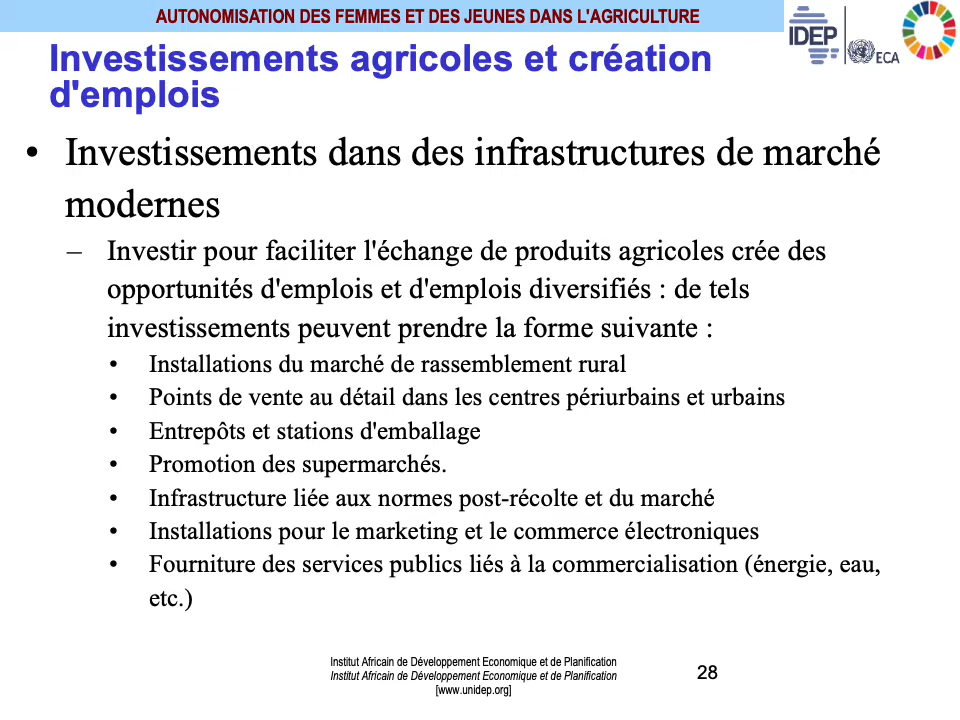 AUTONOMISATION DES FEMMES ET DES JEUNES DANS L'AGRICULTURE
IDEP
ECA
Investissements agricoles et création
d'emplois
• Investissements dans des infrastructures de marché
modernes
– Investir pour faciliter l'échange de produits agricoles crée des
opportunités d'emplois et d'emplois diversifiés : de tels
investissements peuvent prendre la forme suivante :
• Installations du marché de rassemblement rural
• Points de vente au détail dans les centres périurbains et urbains
• Entrepôts et stations d'emballage
• Promotion des supermarchés.
• Infrastructure liée aux normes post-récolte et du marché
• Installations pour le marketing et le commerce électroniques
• Fourniture des services publics liés à la commercialisation (énergie, eau,
etc.)
Institut Africain de Développement Economique et de Planification
Institut Africain de Développement Economique et de Planification
[www.unidep.org]
28